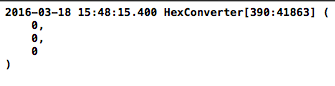 2016-03-18 15:48:15.400 HexConverter[390:41863] (
    0,
    0,
    0
)